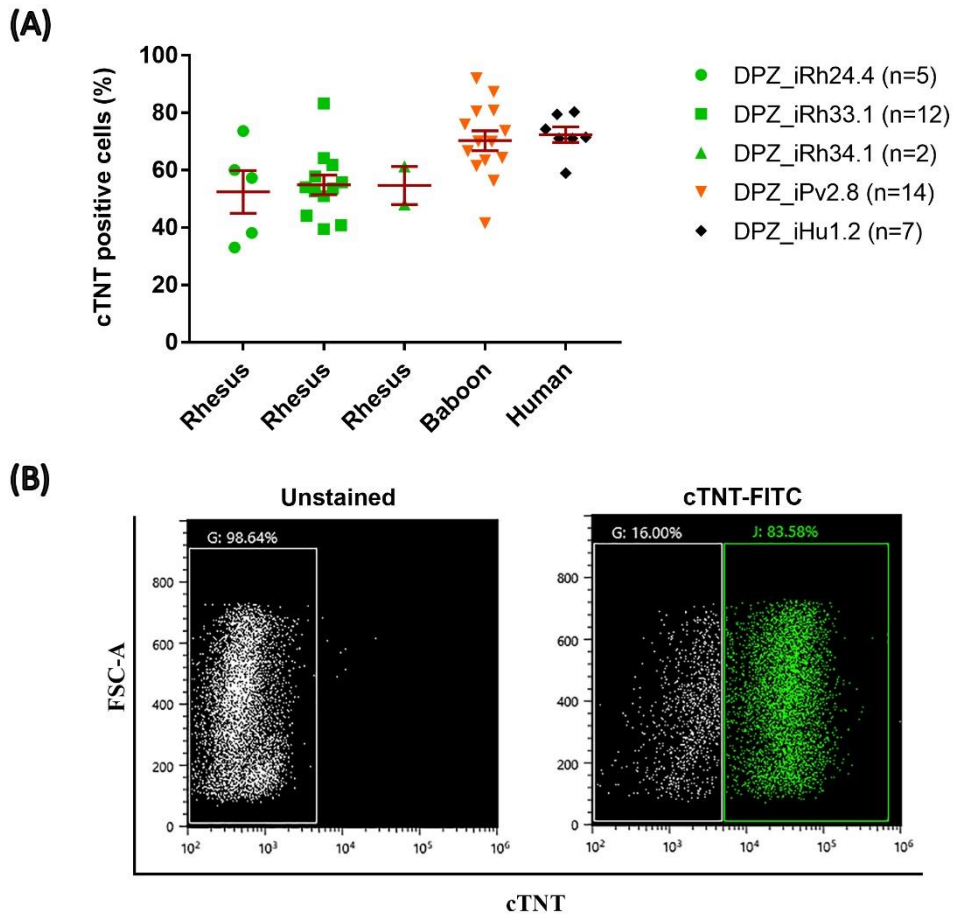 (A)
cTNT positive cells (%)
100
80
60
40
20
0
Rhesus
Rhesus
Rhesus
Baboon
Human
DPZ_iRh24.4 (n=5)
DPZ_iRh33.1 (n=12)
DPZ_iRh34.1 (n=2)
DPZ_iPv2.8 (n=14)
DPZ_iHu1.2 (n=7)
(B)
Unstained
G: 98.64%
FSC-A
800
600
400
200
0
10² 10³ 10⁴ 10⁵ 10⁶
cTNT-FITC
G: 16.00% J: 83.58%
800
600
400
200
0
10² 10³ 10⁴ 10⁵ 10⁶
cTNT